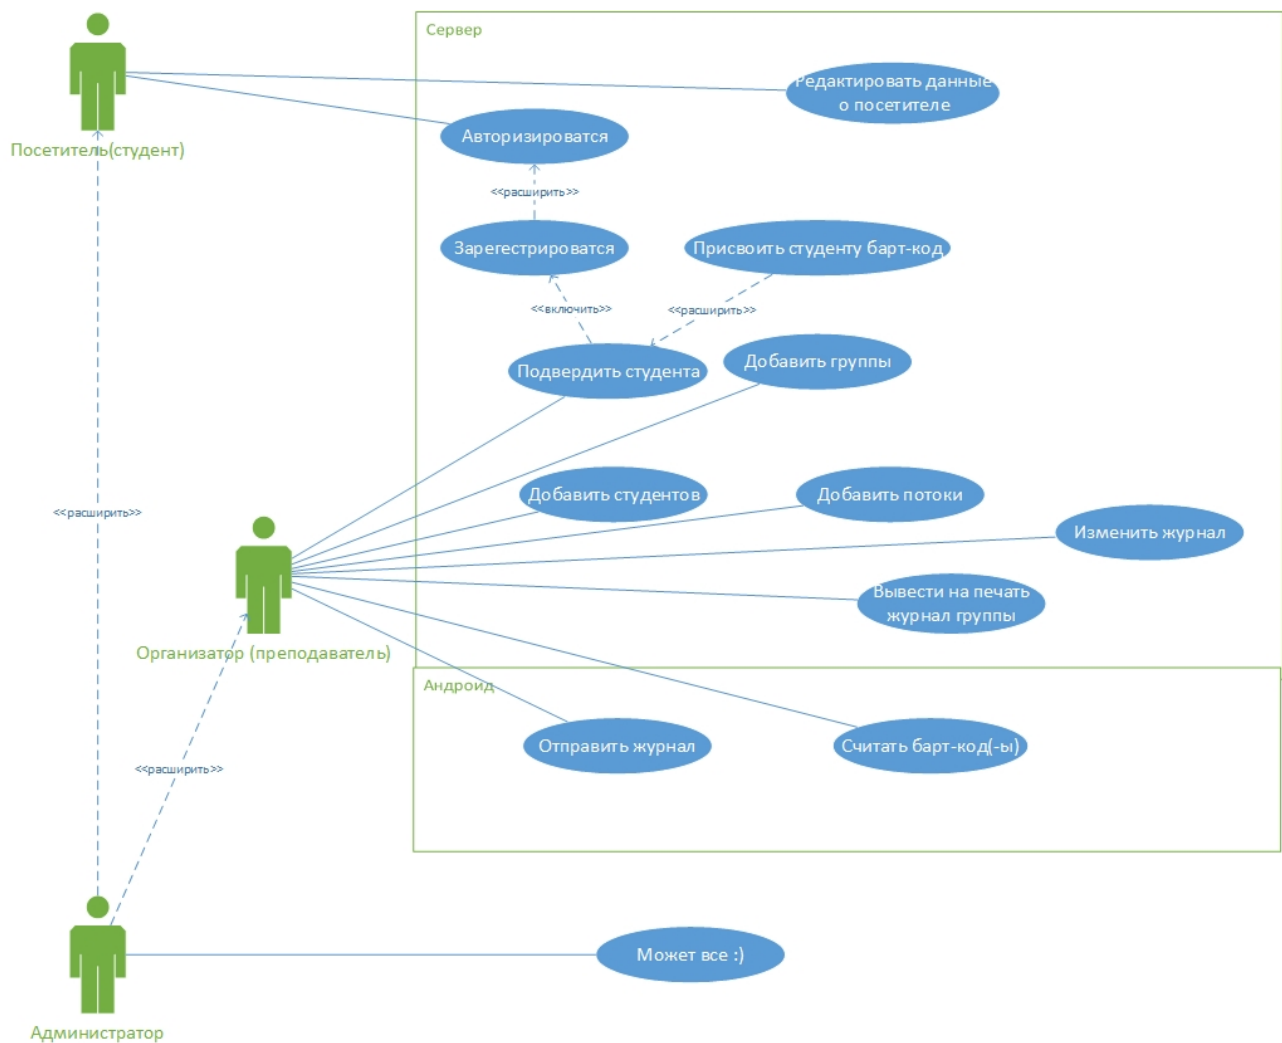 Сервер
Редактировать данные
о посетителе
Авторизироватся
Посетитель(студент)
<<расширить>>
Зарегестрироватся
Присвоить студенту барт-код
<<включить>>
<<расширить>>
Подвердить студента
Добавить группы
Добавить студентов
Добавить потоки
<<расширить>>
Изменить журнал
Вывести на печать
журнал группы
Организатор (преподаватель)
Андроид
Отправить журнал
Считать барт-код(-ы)
<<расширить>>
Может все :)
Администратор